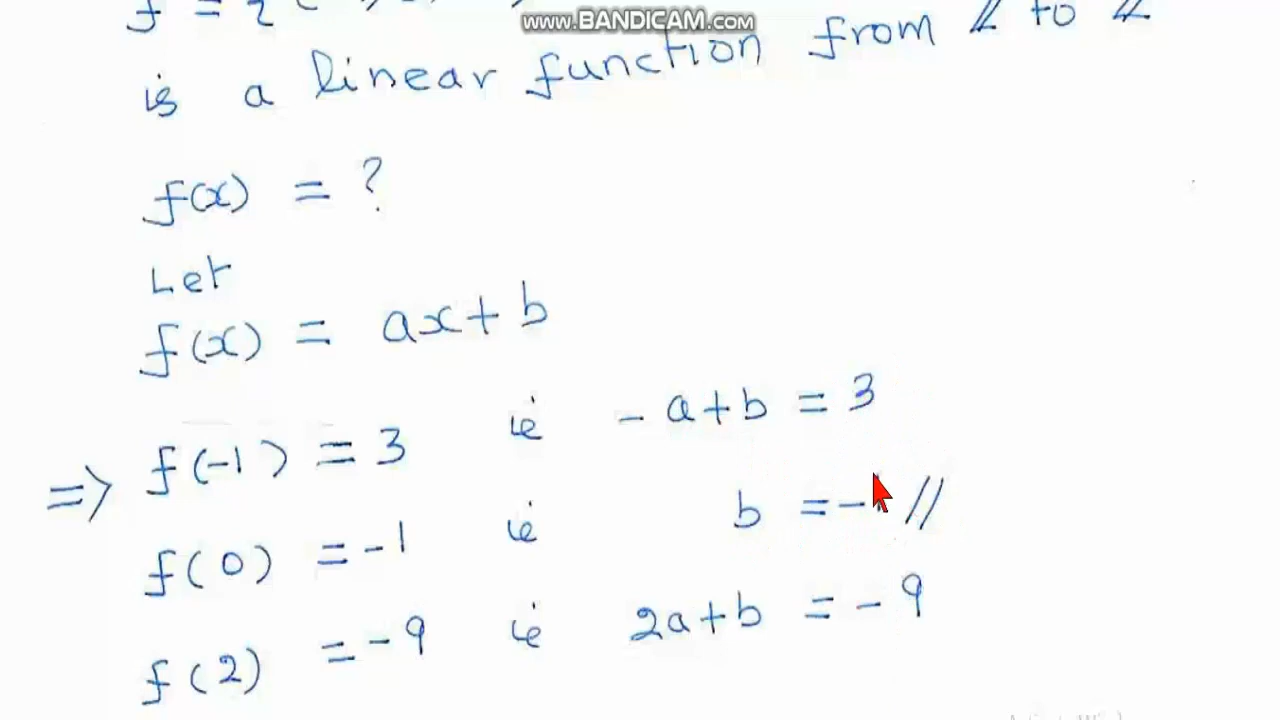 www.BANDICAM.com
f = {
is a linear function from Z to Z
f(x) = ?
Let
f(x) = ax + b
=> f(-1) = 3 ie -a + b = 3
f(0) = -1 ie b = -1 //
f(2) = -9 ie 2a + b = -9